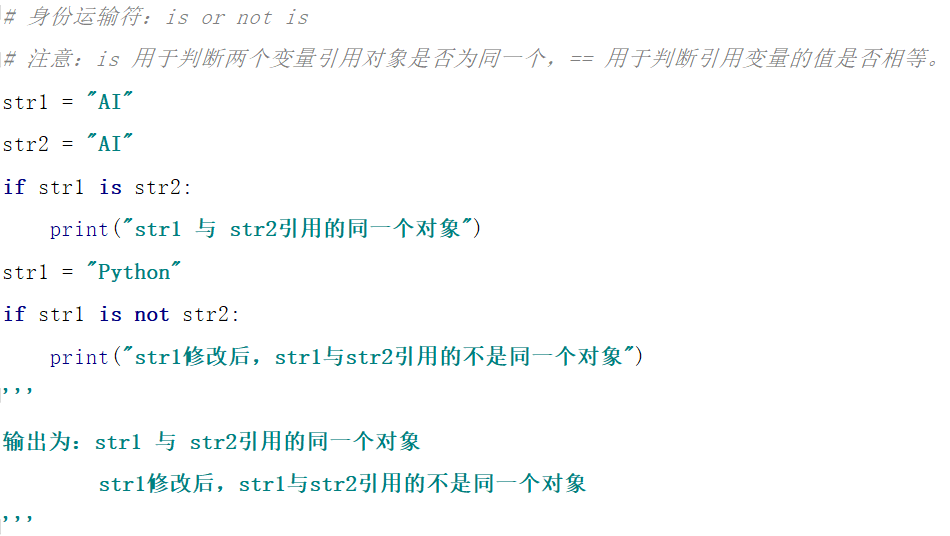 # 身份运输符：is or not is
# 注意：is 用于判断两个变量引用对象是否为同一个，== 用于判断引用变量的值是否相等。
str1 = "AI"
str2 = "AI"
if str1 is str2:
    print("str1 与 str2引用的同一个对象")
str1 = "Python"
if str1 is not str2:
    print("str1修改后，str1与str2引用的不是同一个对象")
'''
输出为：str1 与 str2引用的同一个对象
        str1修改后，str1与str2引用的不是同一个对象
'''